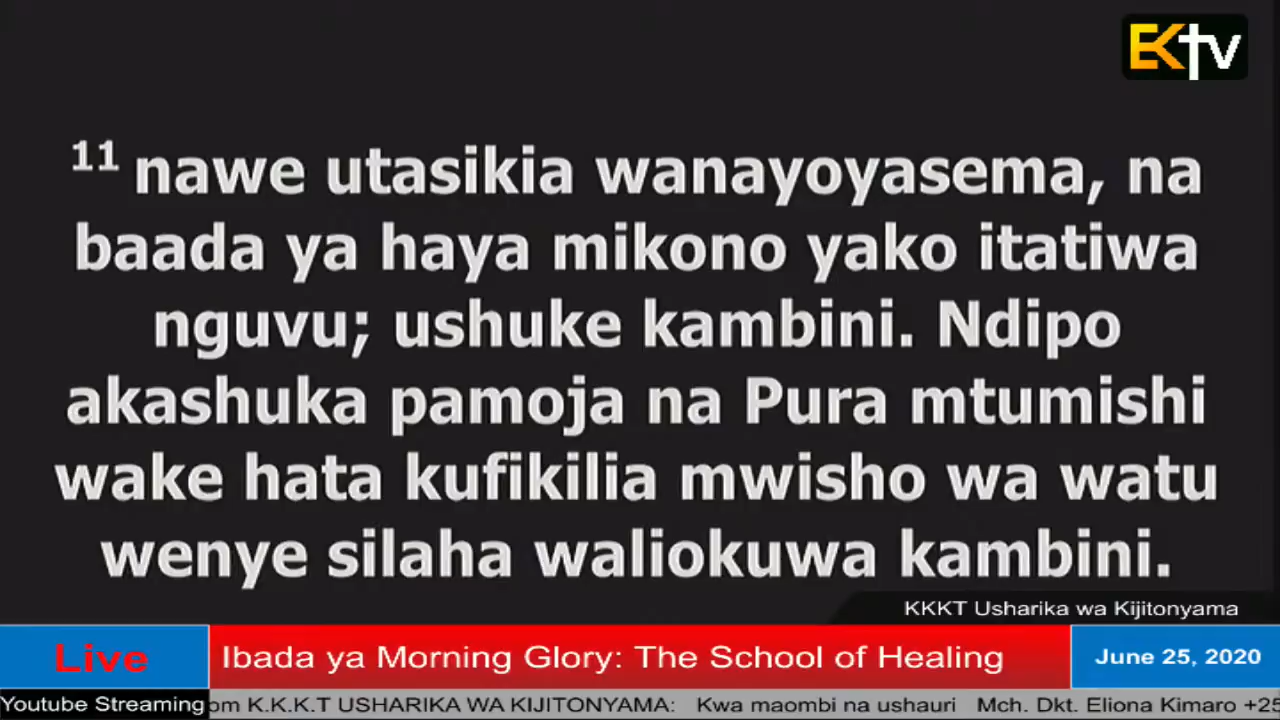 EKTV
11 nawe utasikia wanayoyasema, na
baada ya haya mikono yako itatiwa
nguvu; ushuke kambini. Ndipo
akashuka pamoja na Pura mtumishi
wake hata kufikilia mwisho wa watu
wenye silaha waliokuwa kambini.
KKKT Usharika wa Kijitonyama
Live Ibada ya Morning Glory: The School of Healing June 25, 2020
Youtube Streaming om K.K.K.T USHARIKA WA KIJITONYAMA: Kwa maombi na ushauri Mch. Dkt. Eliona Kimaro +25